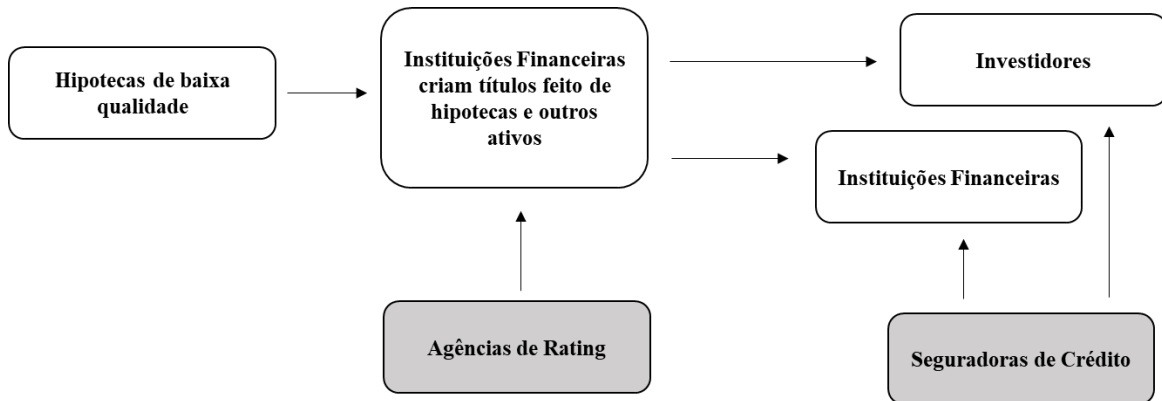 Hipotecas de baixa
qualidade
Instituições Financeiras
criam títulos feito de
hipotecas e outros
ativos
Investidores
Instituições Financeiras
Agências de Rating
Seguradoras de Crédito